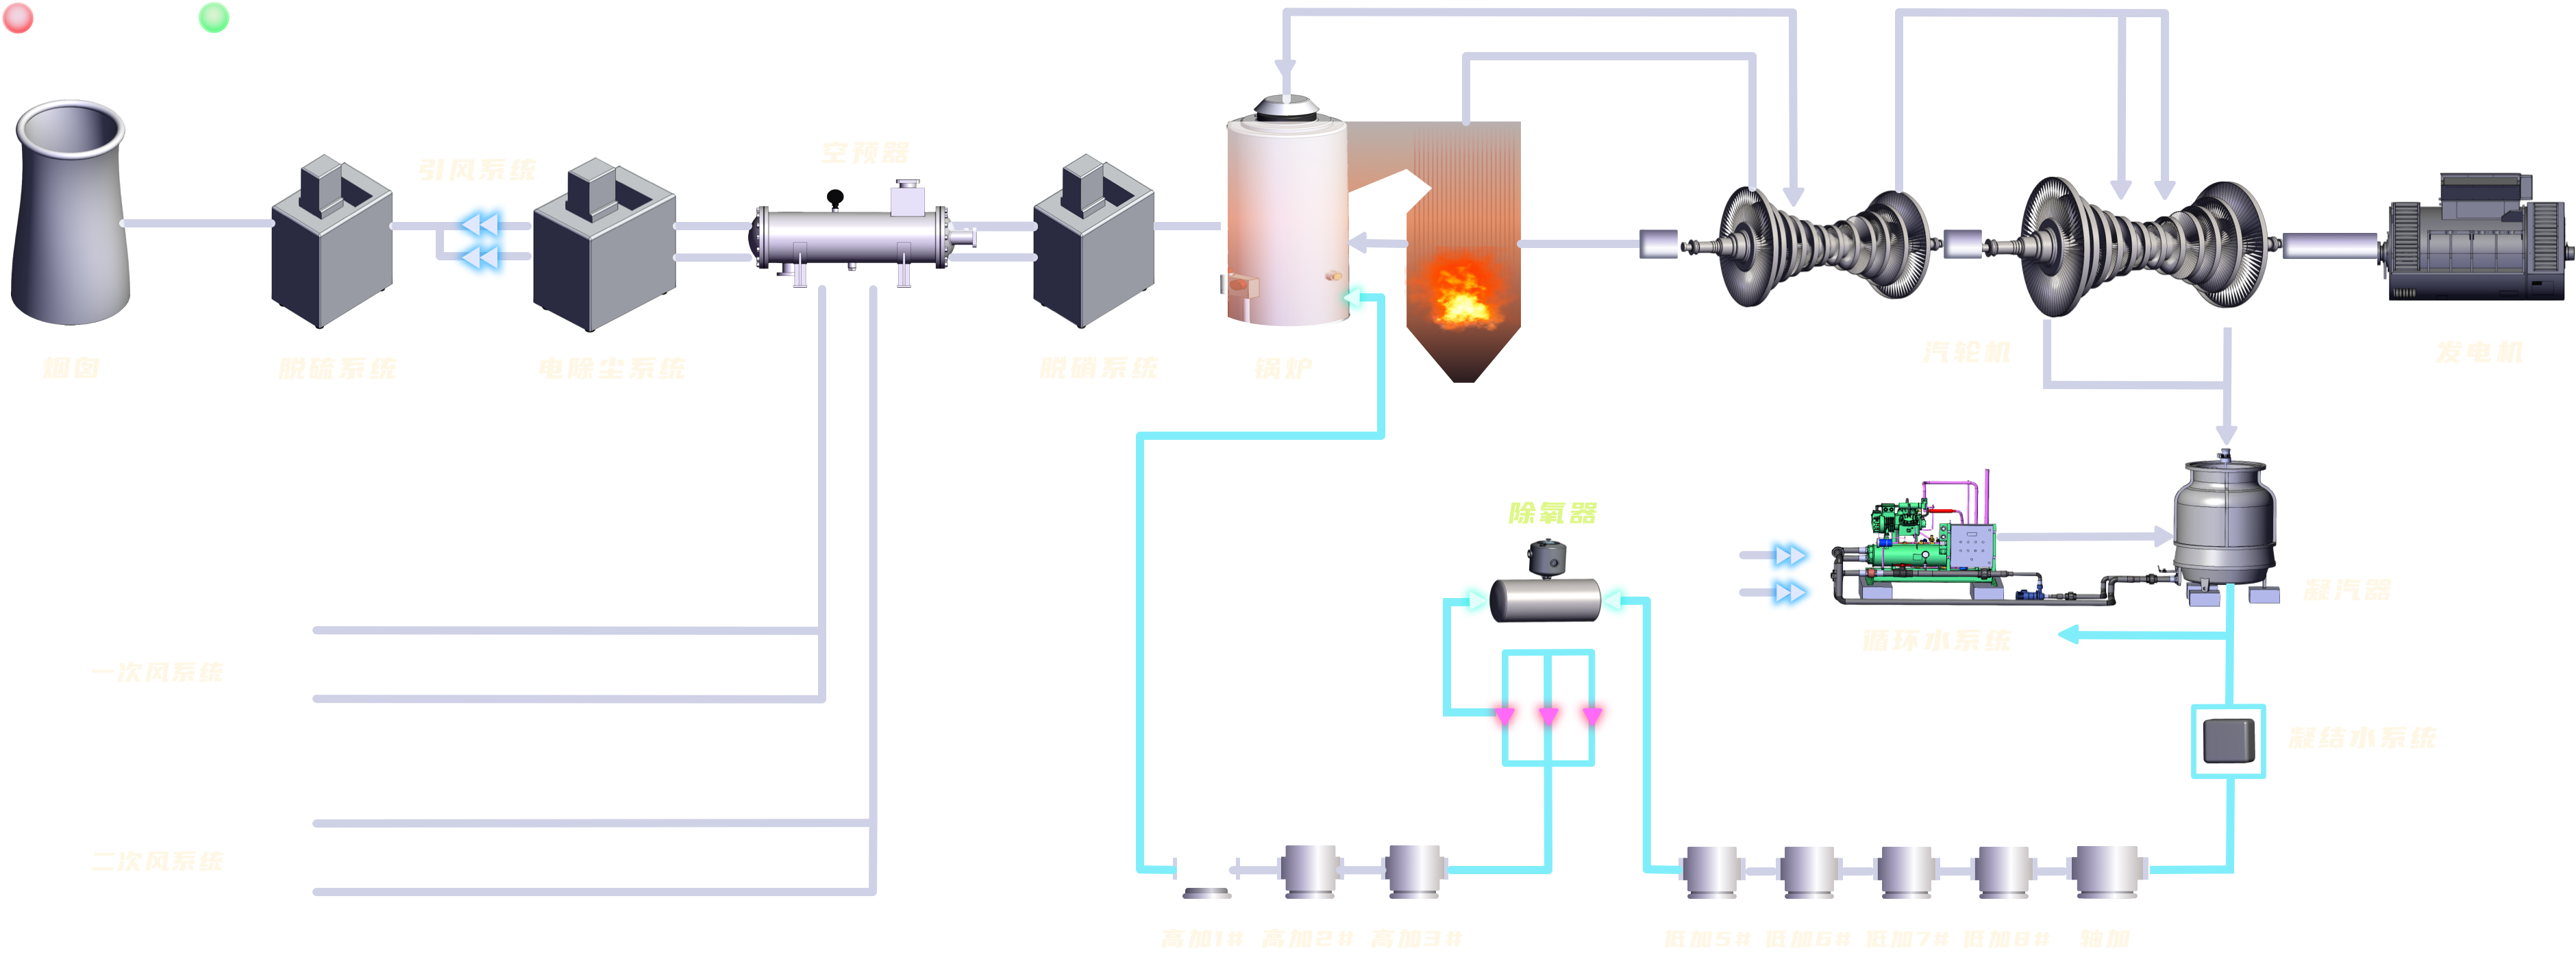 引风系统
空预器
烟囱
脱硫系统
电除尘系统
脱硝系统
锅炉
汽轮机
发电机
除氧器
凝汽器
循环水系统
一次风系统
凝结水系统
二次风系统
高加1#
高加2#
高加3#
低加5#
低加6#
低加7#
低加8#
轴加